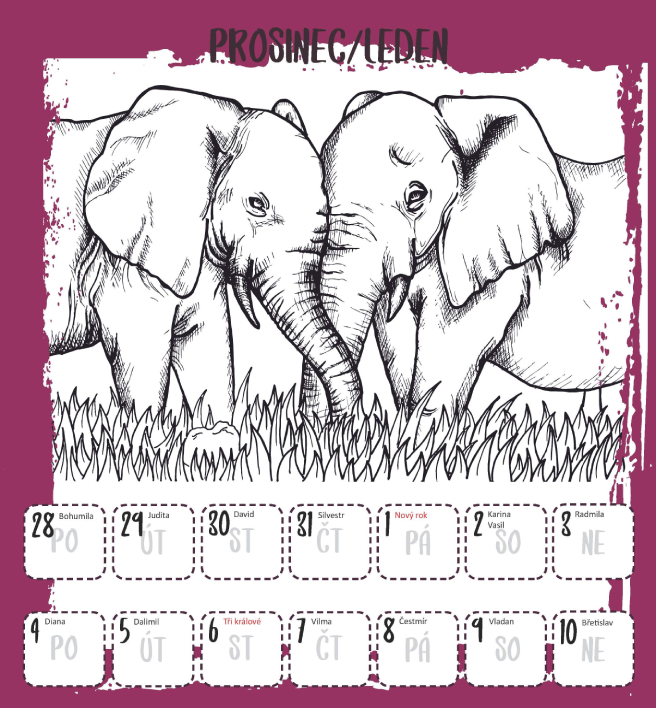 PROSINEC/LEDEN
28 Bohumila PO
29 Judita ÚT
30 David ST
31 Silvestr ČT
1 Nový rok PÁ
2 Karina
Vasil
SO
3 Radmila NE
4 Diana PO
5 Dalimil ÚT
6 Tři králové ST
7 Vilma ČT
8 Čestmír PÁ
9 Vladan SO
10 Břetislav NE